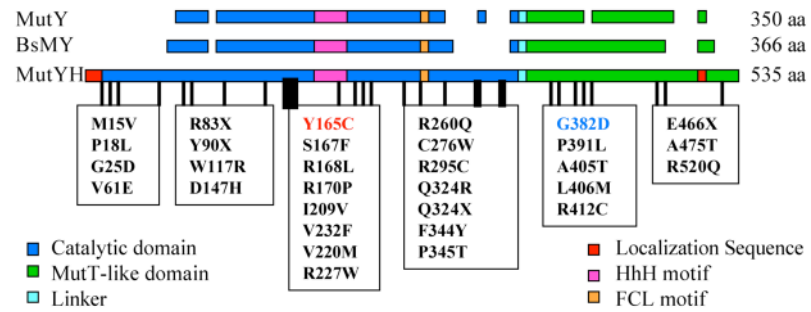 MutY 350 aa
BsMY 366 aa
MutYH 535 aa
M15V
P18L
G25D
V61E
R83X
Y90X
W117R
D147H
Y165C
S167F
R168L
R170P
I209V
V232F
V220M
R227W
R260Q
C276W
R295C
Q324R
Q324X
F344Y
P345T
G382D
P391L
A405T
L406M
R412C
E466X
A475T
R520Q
Catalytic domain
MutT-like domain
Linker
Localization Sequence
HhH motif
FCL motif